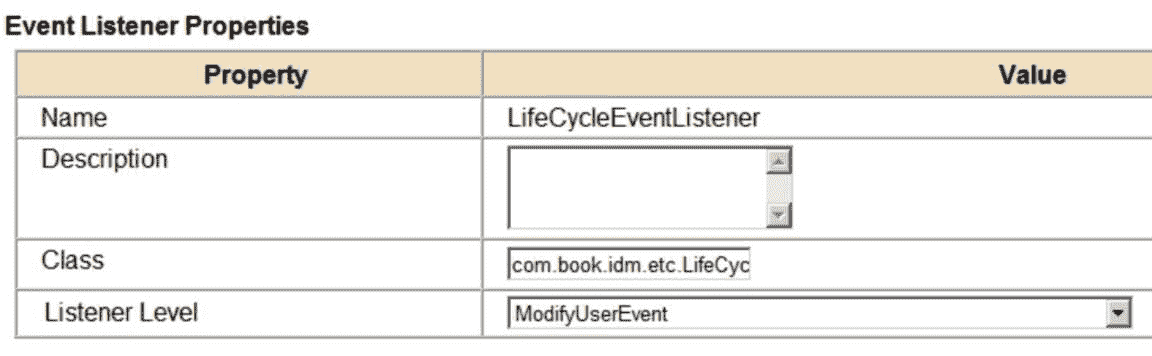 Event Listener Properties
Property Value
Name LifeCycleEventListener
Description
Class com.book.idm.etc.LifeCyc
Listener Level ModifyUserEvent